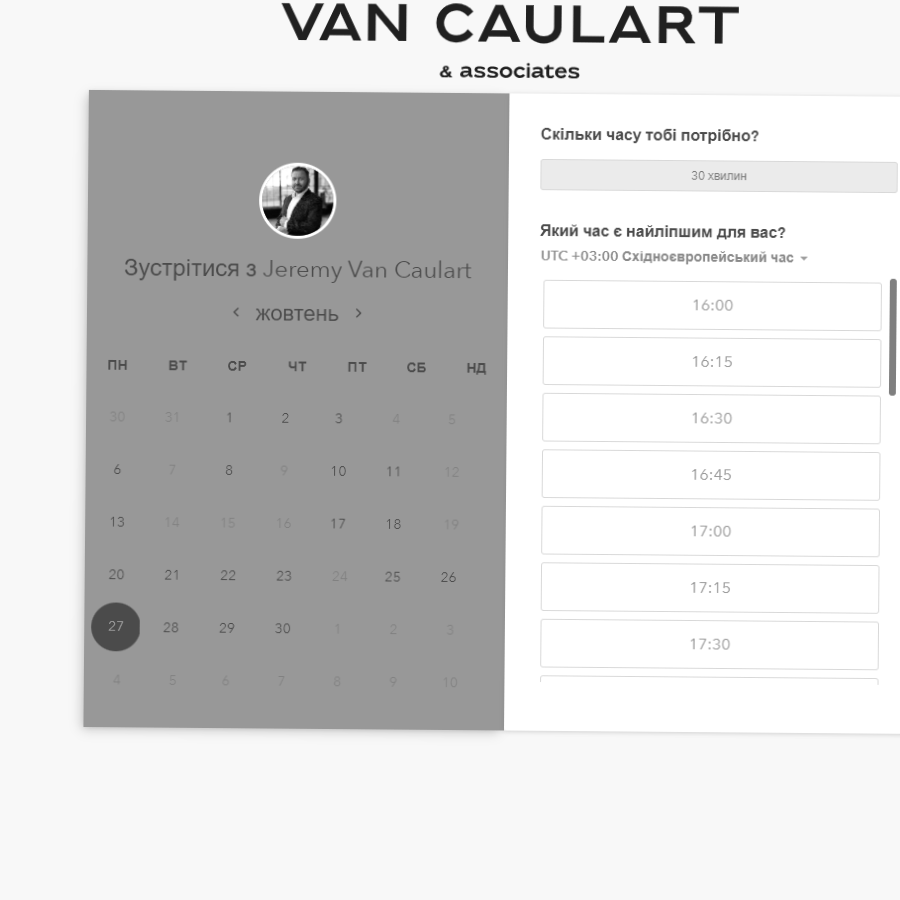 VAN CAULART
& associates
Зустрітися з Jeremy Van Caulart
жовтень
ПН ВТ СР ЧТ ПТ СБ НД
30 31 1 2 3 4 5
6 7 8 9 10 11 12
13 14 15 16 17 18 19
20 21 22 23 24 25 26
27 28 29 30 1 2 3
4 5 6 7 8 9 10
Скільки часу тобі потрібно?
30 хвилин
Який час є найліпшим для вас?
UTC +03:00 Східноєвропейський час
16:00
16:15
16:30
16:45
17:00
17:15
17:30